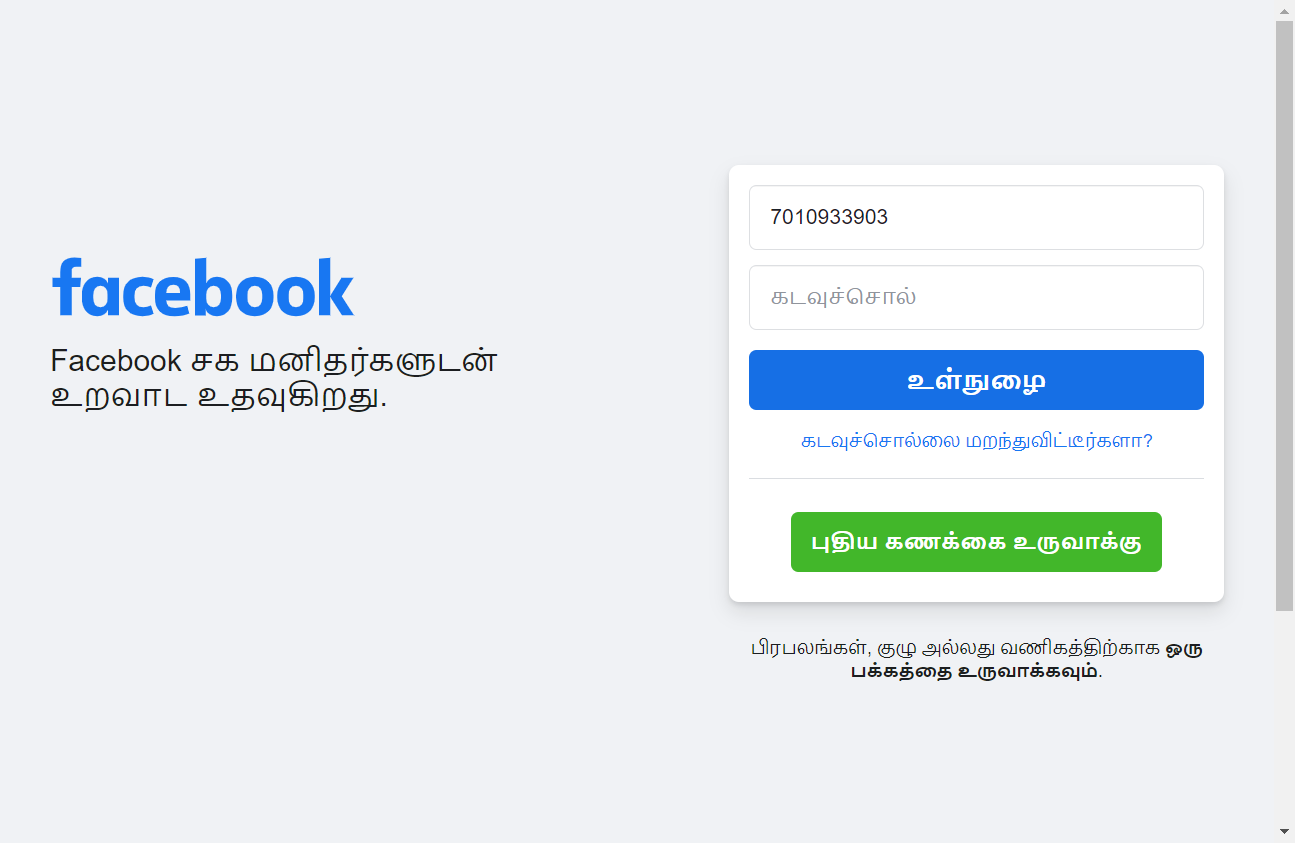 facebook
Facebook சக மனிதர்களுடன்
உறவாட உதவுகிறது.
7010933903
கடவுச்சொல்
உள்நுழை
கடவுச்சொல்லை மறந்துவிட்டீர்களா?
புதிய கணக்கை உருவாக்கு
பிரபலங்கள், குழு அல்லது வணிகத்திற்காக ஒரு
பக்கத்தை உருவாக்கவும்.